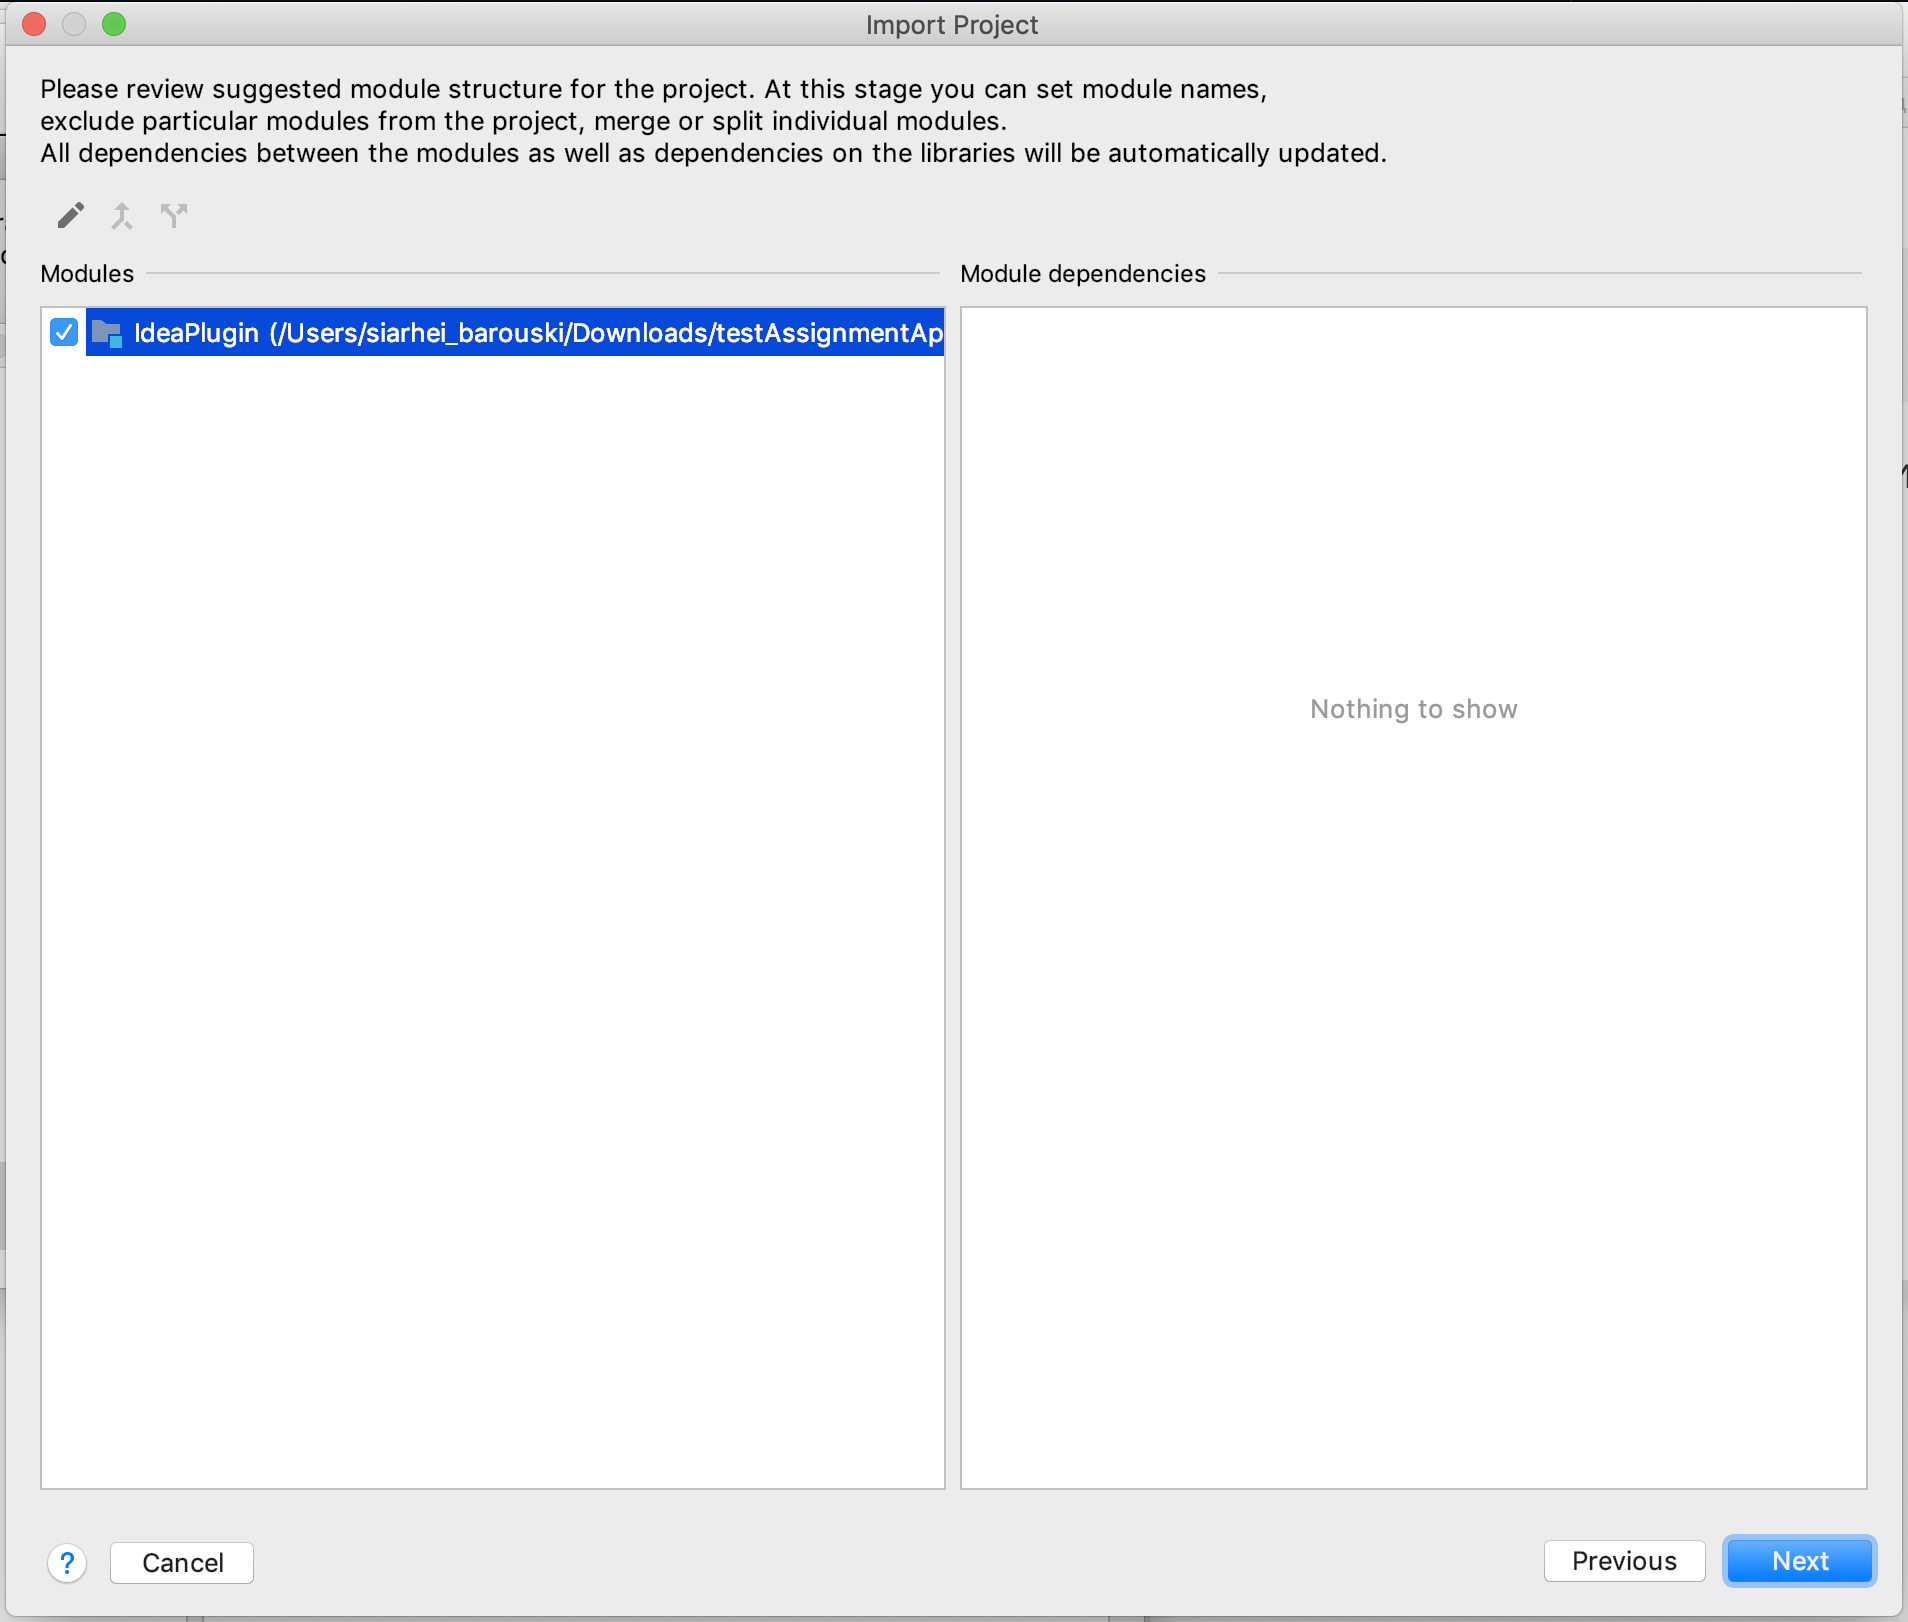 Import Project
Please review suggested module structure for the project. At this stage you can set module names,
exclude particular modules from the project, merge or split individual modules.
All dependencies between the modules as well as dependencies on the libraries will be automatically updated.
Modules
Module dependencies
IdeaPlugin (/Users/siarhei_barouski/Downloads/testAssignmentAp
Nothing to show
?
Cancel
Previous
Next